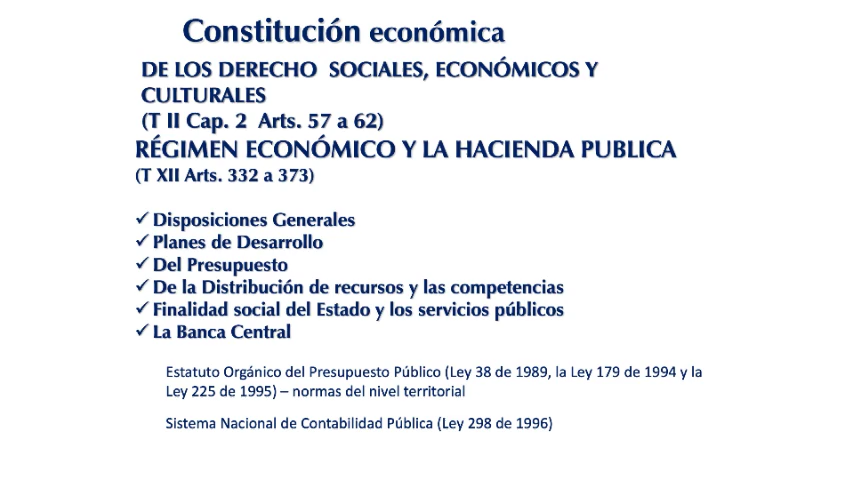 Constitución económica
DE LOS DERECHO SOCIALES, ECONÓMICOS Y
CULTURALES
(T II Cap. 2 Arts. 57 a 62)
RÉGIMEN ECONÓMICO Y LA HACIENDA PUBLICA
(T XII Arts. 332 a 373)
✓ Disposiciones Generales
✓ Planes de Desarrollo
✓ Del Presupuesto
✓ De la Distribución de recursos y las competencias
✓ Finalidad social del Estado y los servicios públicos
✓ La Banca Central
Estatuto Orgánico del Presupuesto Público (Ley 38 de 1989, la Ley 179 de 1994 y la
Ley 225 de 1995) – normas del nivel territorial
Sistema Nacional de Contabilidad Pública (Ley 298 de 1996)